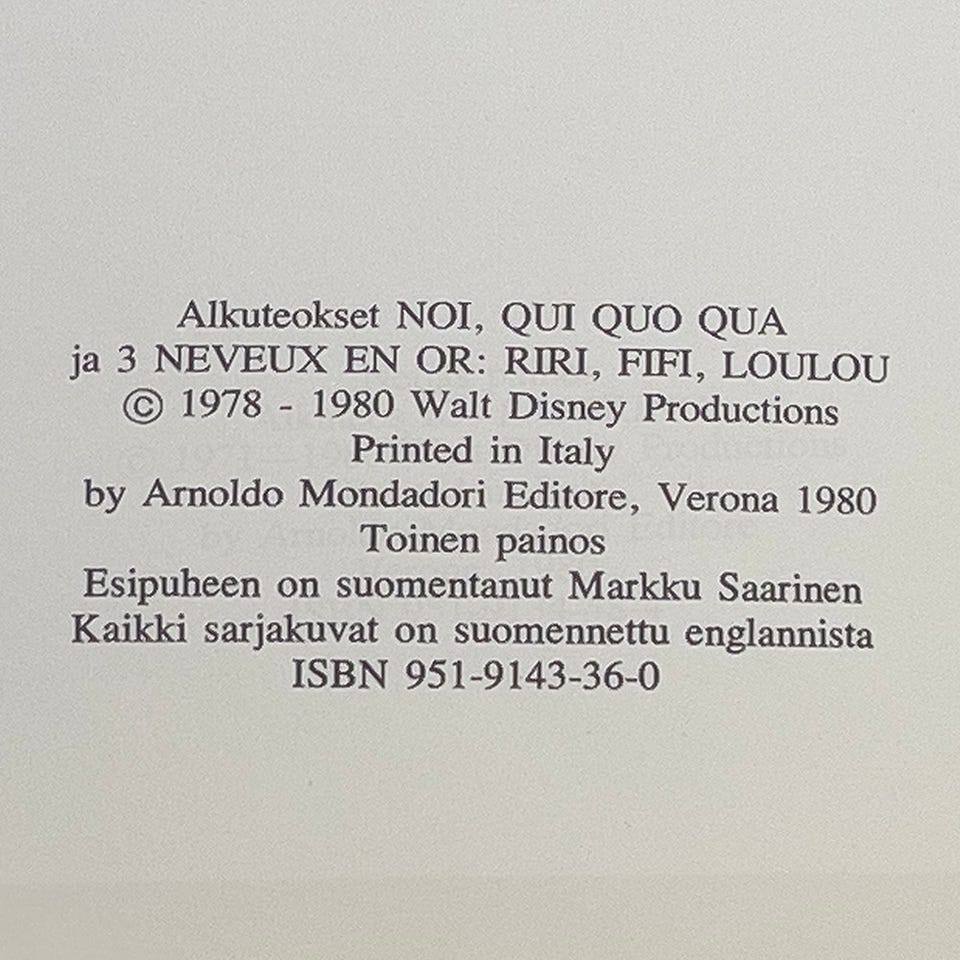 Alkuteokset NOI, QUI QUO QUA
ja 3 NEVEUX EN OR: RIRI, FIFI, LOULOU
© 1978 - 1980 Walt Disney Productions
Printed in Italy
by Arnoldo Mondadori Editore, Verona 1980
Toinen painos
Esipuheen on suomentanut Markku Saarinen
Kaikki sarjakuvat on suomennettu englannista
ISBN 951-9143-36-0